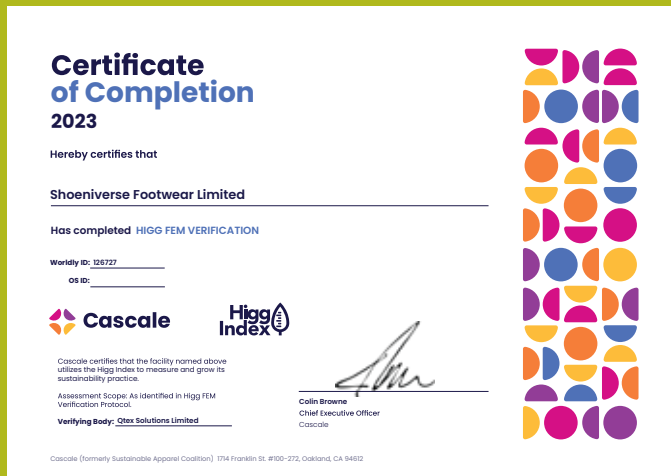 Certificate
of Completion
2023
Hereby certifies that
Shoeniverse Footwear Limited
Has completed HIGG FEM VERIFICATION
Worldly ID: 126727
OS ID:
Cascale
Higg
Index
Cascale certifies that the facility named above
utilizes the Higg Index to measure and grow its
sustainability practice.
Assessment Scope: As identified in Higg FEM
Verification Protocol.
Verifying Body: Qtex Solutions Limited
Colin Browne
Chief Executive Officer
Cascale
Cascale (formerly Sustainable Apparel Coalition) 1714 Franklin St. #100-272, Oakland, CA 94612